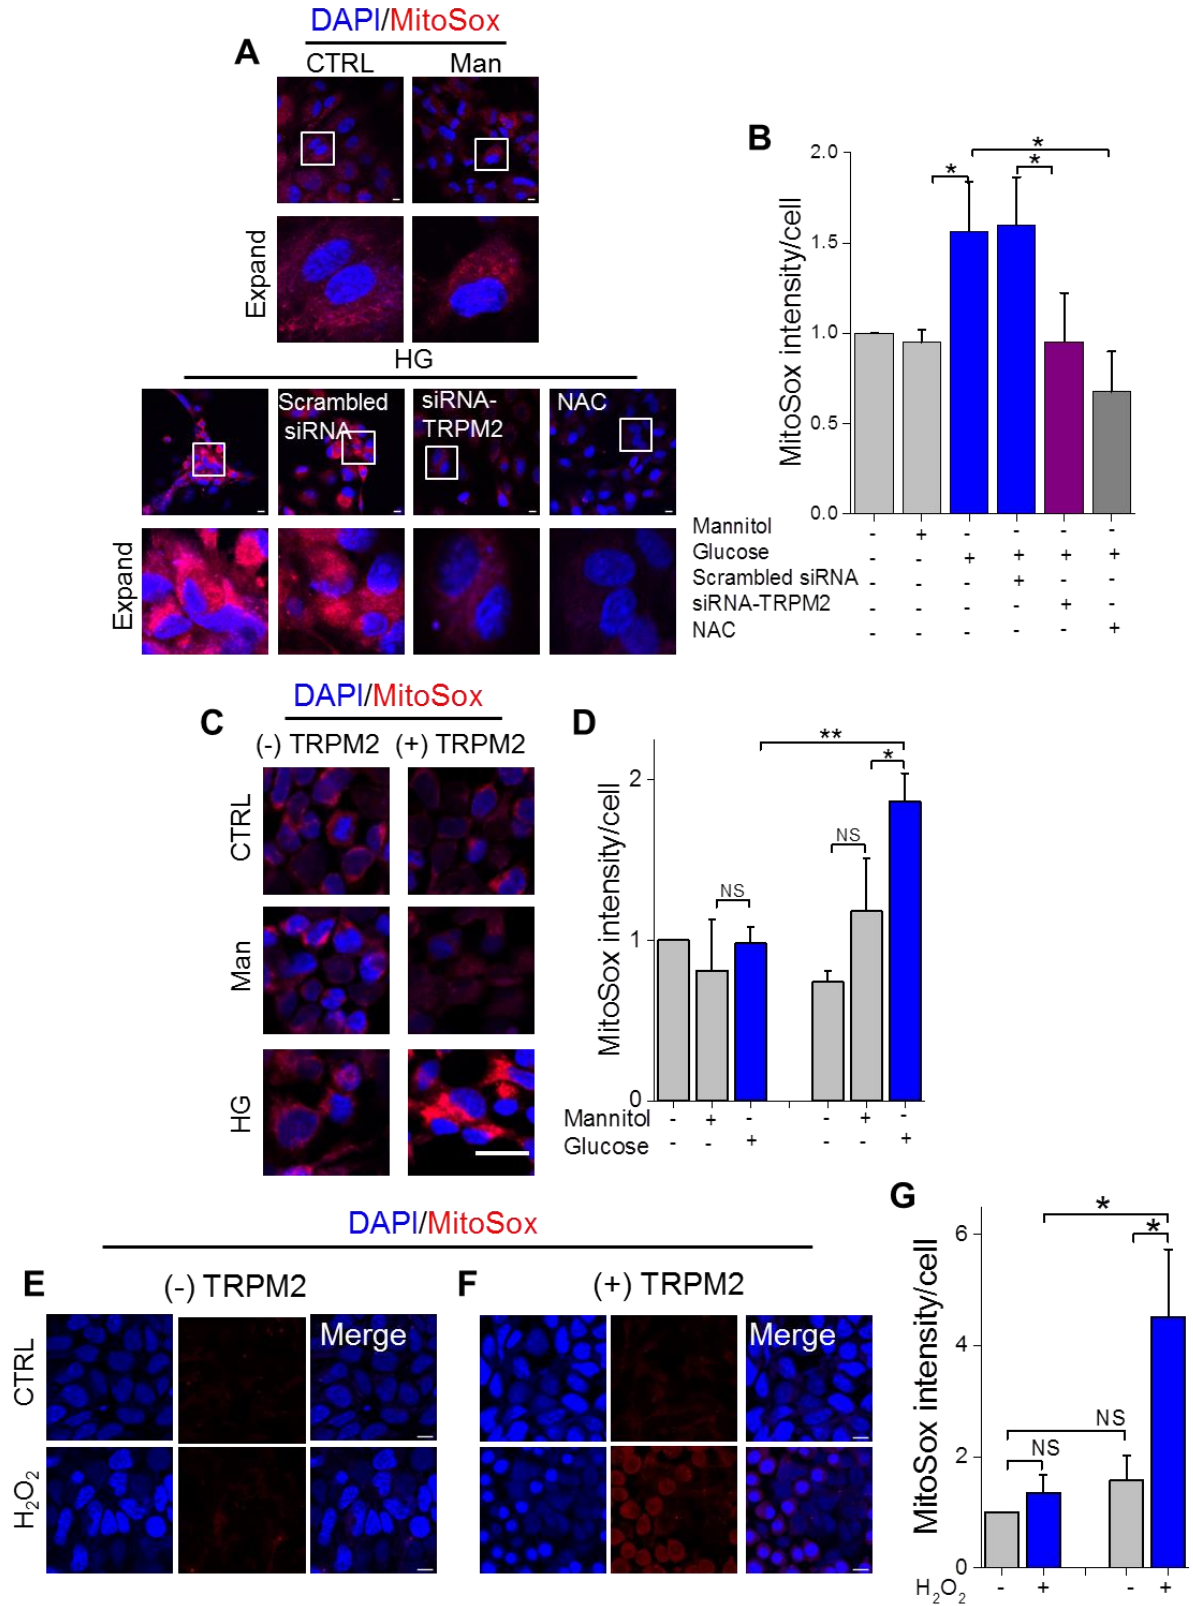 DAPI/MitoSox
A
CTRL Man
Expand
HG
Scrambled siRNA
siRNA-TRPM2
NAC
Expand
B
MitoSox intensity/cell
2.0
1.5
1.0
0.5
0.0
* * *
Mannitol - + - - - -
Glucose - - + + + +
Scrambled siRNA - - - + - -
siRNA-TRPM2 - - - - + -
NAC - - - - - +
DAPI/MitoSox
C
(-) TRPM2 (+) TRPM2
CTRL
Man
HG
D
MitoSox intensity/cell
2
1
0
**
*
NS
NS
Mannitol - + - - + -
Glucose - - + - - +
DAPI/MitoSox
E
(-) TRPM2
Merge
CTRL
H₂O₂
F
(+) TRPM2
Merge
G
MitoSox intensity/cell
6
4
2
0
*
*
NS
NS
H₂O₂ - + - +